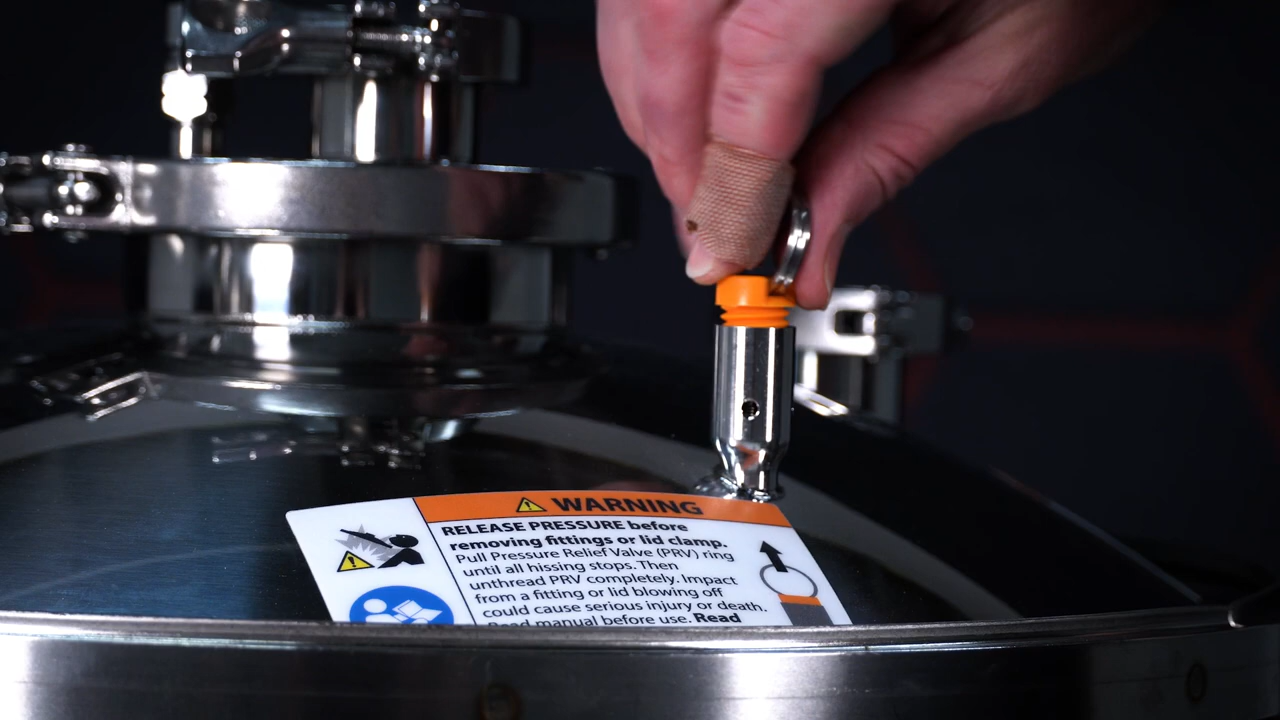 WARNING
RELEASE PRESSURE before
removing fittings or lid clamp.
Pull Pressure Relief Valve (PRV) ring
until all hissing stops. Then
unthread PRV completely. Impact
from a fitting or lid blowing off
could cause serious injury or death.
Read manual before use. Read